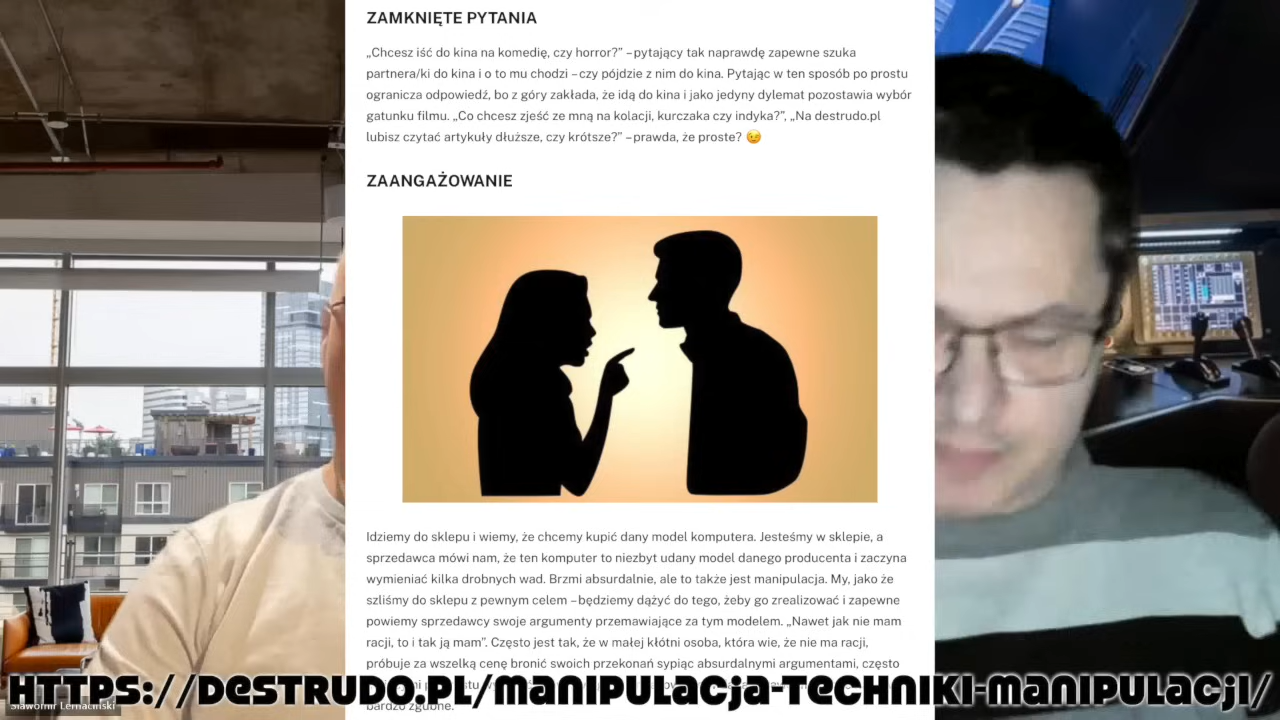 ZAMKNIĘTE PYTANIA
„Chcesz iść do kina na komedię, czy horror?” – pytający tak naprawdę zapewne szuka
partnera/ki do kina i o to mu chodzi – czy pójdzie z nim do kina. Pytając w ten sposób po prostu
ogranicza odpowiedź, bo z góry zakłada, że idą do kina i jako jedyny dylemat pozostawia wybór
gatunku filmu. „Co chcesz zjeść ze mną na kolacji, kurczaka czy indyka?”, „Na destrudo.pl
lubisz czytać artykuły dłuższe, czy krótsze?” – prawda, że proste? 😉
ZAANGAŻOWANIE
Idziemy do sklepu i wiemy, że chcemy kupić dany model komputera. Jesteśmy w sklepie, a
sprzedawca mówi nam, że ten komputer to niezbyt udany model danego producenta i zaczyna
wymieniać kilka drobnych wad. Brzmi absurdalnie, ale to także jest manipulacja. My, jako że
szliśmy do sklepu z pewnym celem – będziemy dążyć do tego, żeby go zrealizować i zapewne
powiemy sprzedawcy swoje argumenty przemawiające za tym modelem. „Nawet jak nie mam
racji, to i tak ją mam”. Często jest tak, że w małej kłótni osoba, która wie, że nie ma racji,
próbuje za wszelką cenę bronić swoich przekonań sypiąc absurdalnymi argumentami, często
HTTPS://DESTRUDO.PL/MANIPULACJA-TECHNIKI-MANIPULACJI/
bardzo zgubne.
Sławomir Lernaciński